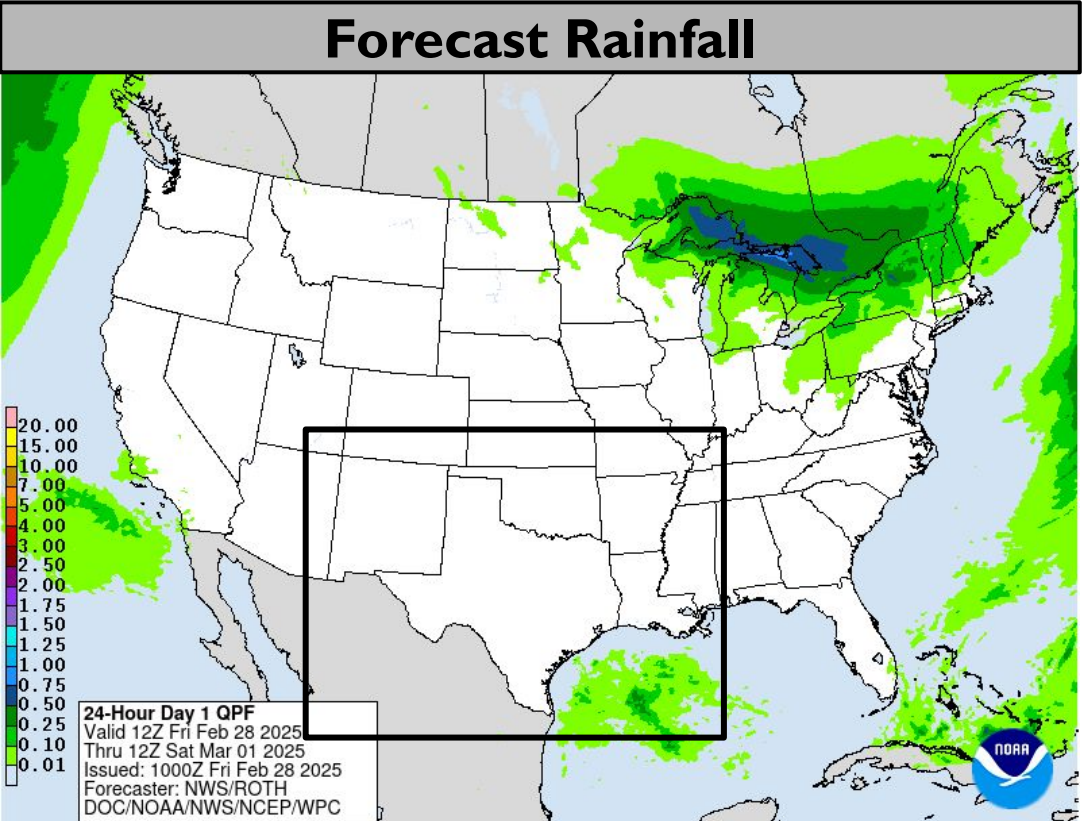 Forecast Rainfall
20.00
15.00
10.00
7.00
5.00
4.00
3.00
2.50
2.00
1.75
1.50
1.25
1.00
0.75
0.50
0.25
0.10
0.01
24-Hour Day 1 QPF
Valid 12Z Fri Feb 28 2025
Thru 12Z Sat Mar 01 2025
Issued: 1000Z Fri Feb 28 2025
Forecaster: NWS/ROTH
DOC/NOAA/NWS/NCEP/WPC
NOAA